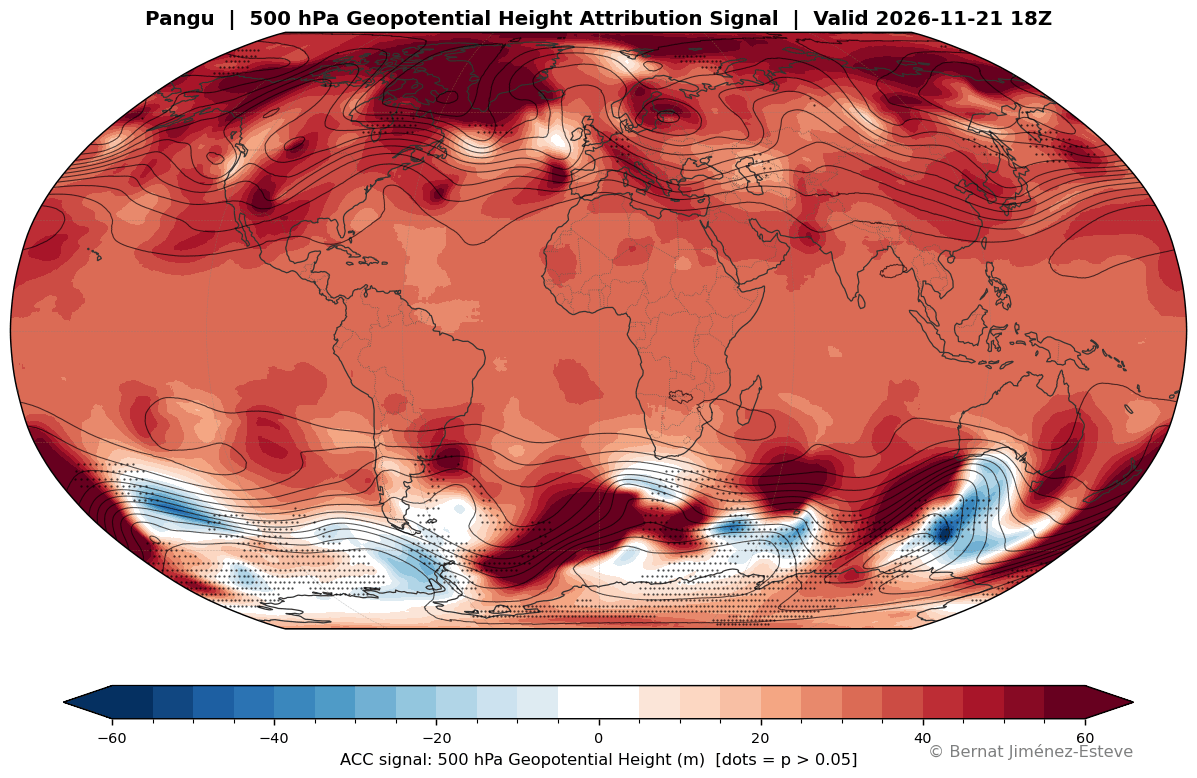 Pangu | 500 hPa Geopotential Height Attribution Signal | Valid 2026-11-21 18Z
−60 −40 −20 0 20 40 60
ACC signal: 500 hPa Geopotential Height (m) [dots = p > 0.05]
© Bernat Jiménez-Esteve